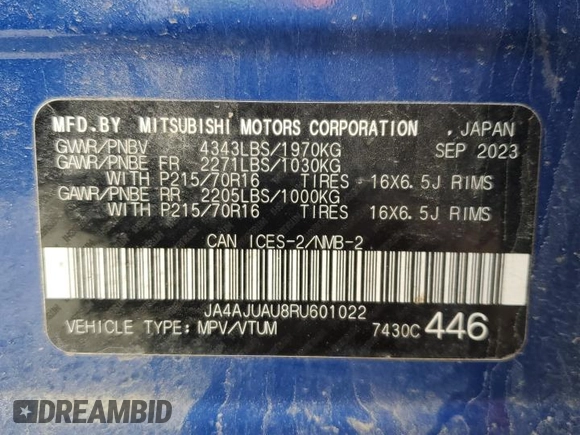 MFD.BY MITSUBISHI MOTORS CORPORATION . JAPAN
GVWR/PNBV 4343LBS/1970KG SEP 2023
GAWR/PNBE FR 2271LBS/1030KG
WITH P215/70R16 TIRES 16X6.5J RIMS
GAWR/PNBE RR 2205LBS/1000KG
WITH P215/70R16 TIRES 16X6.5J RIMS
CAN ICES-2/NMB-2
JA4AJUAU8RU601022
VEHICLE TYPE: MPV/VTUM 7430C 446
DREAMBID